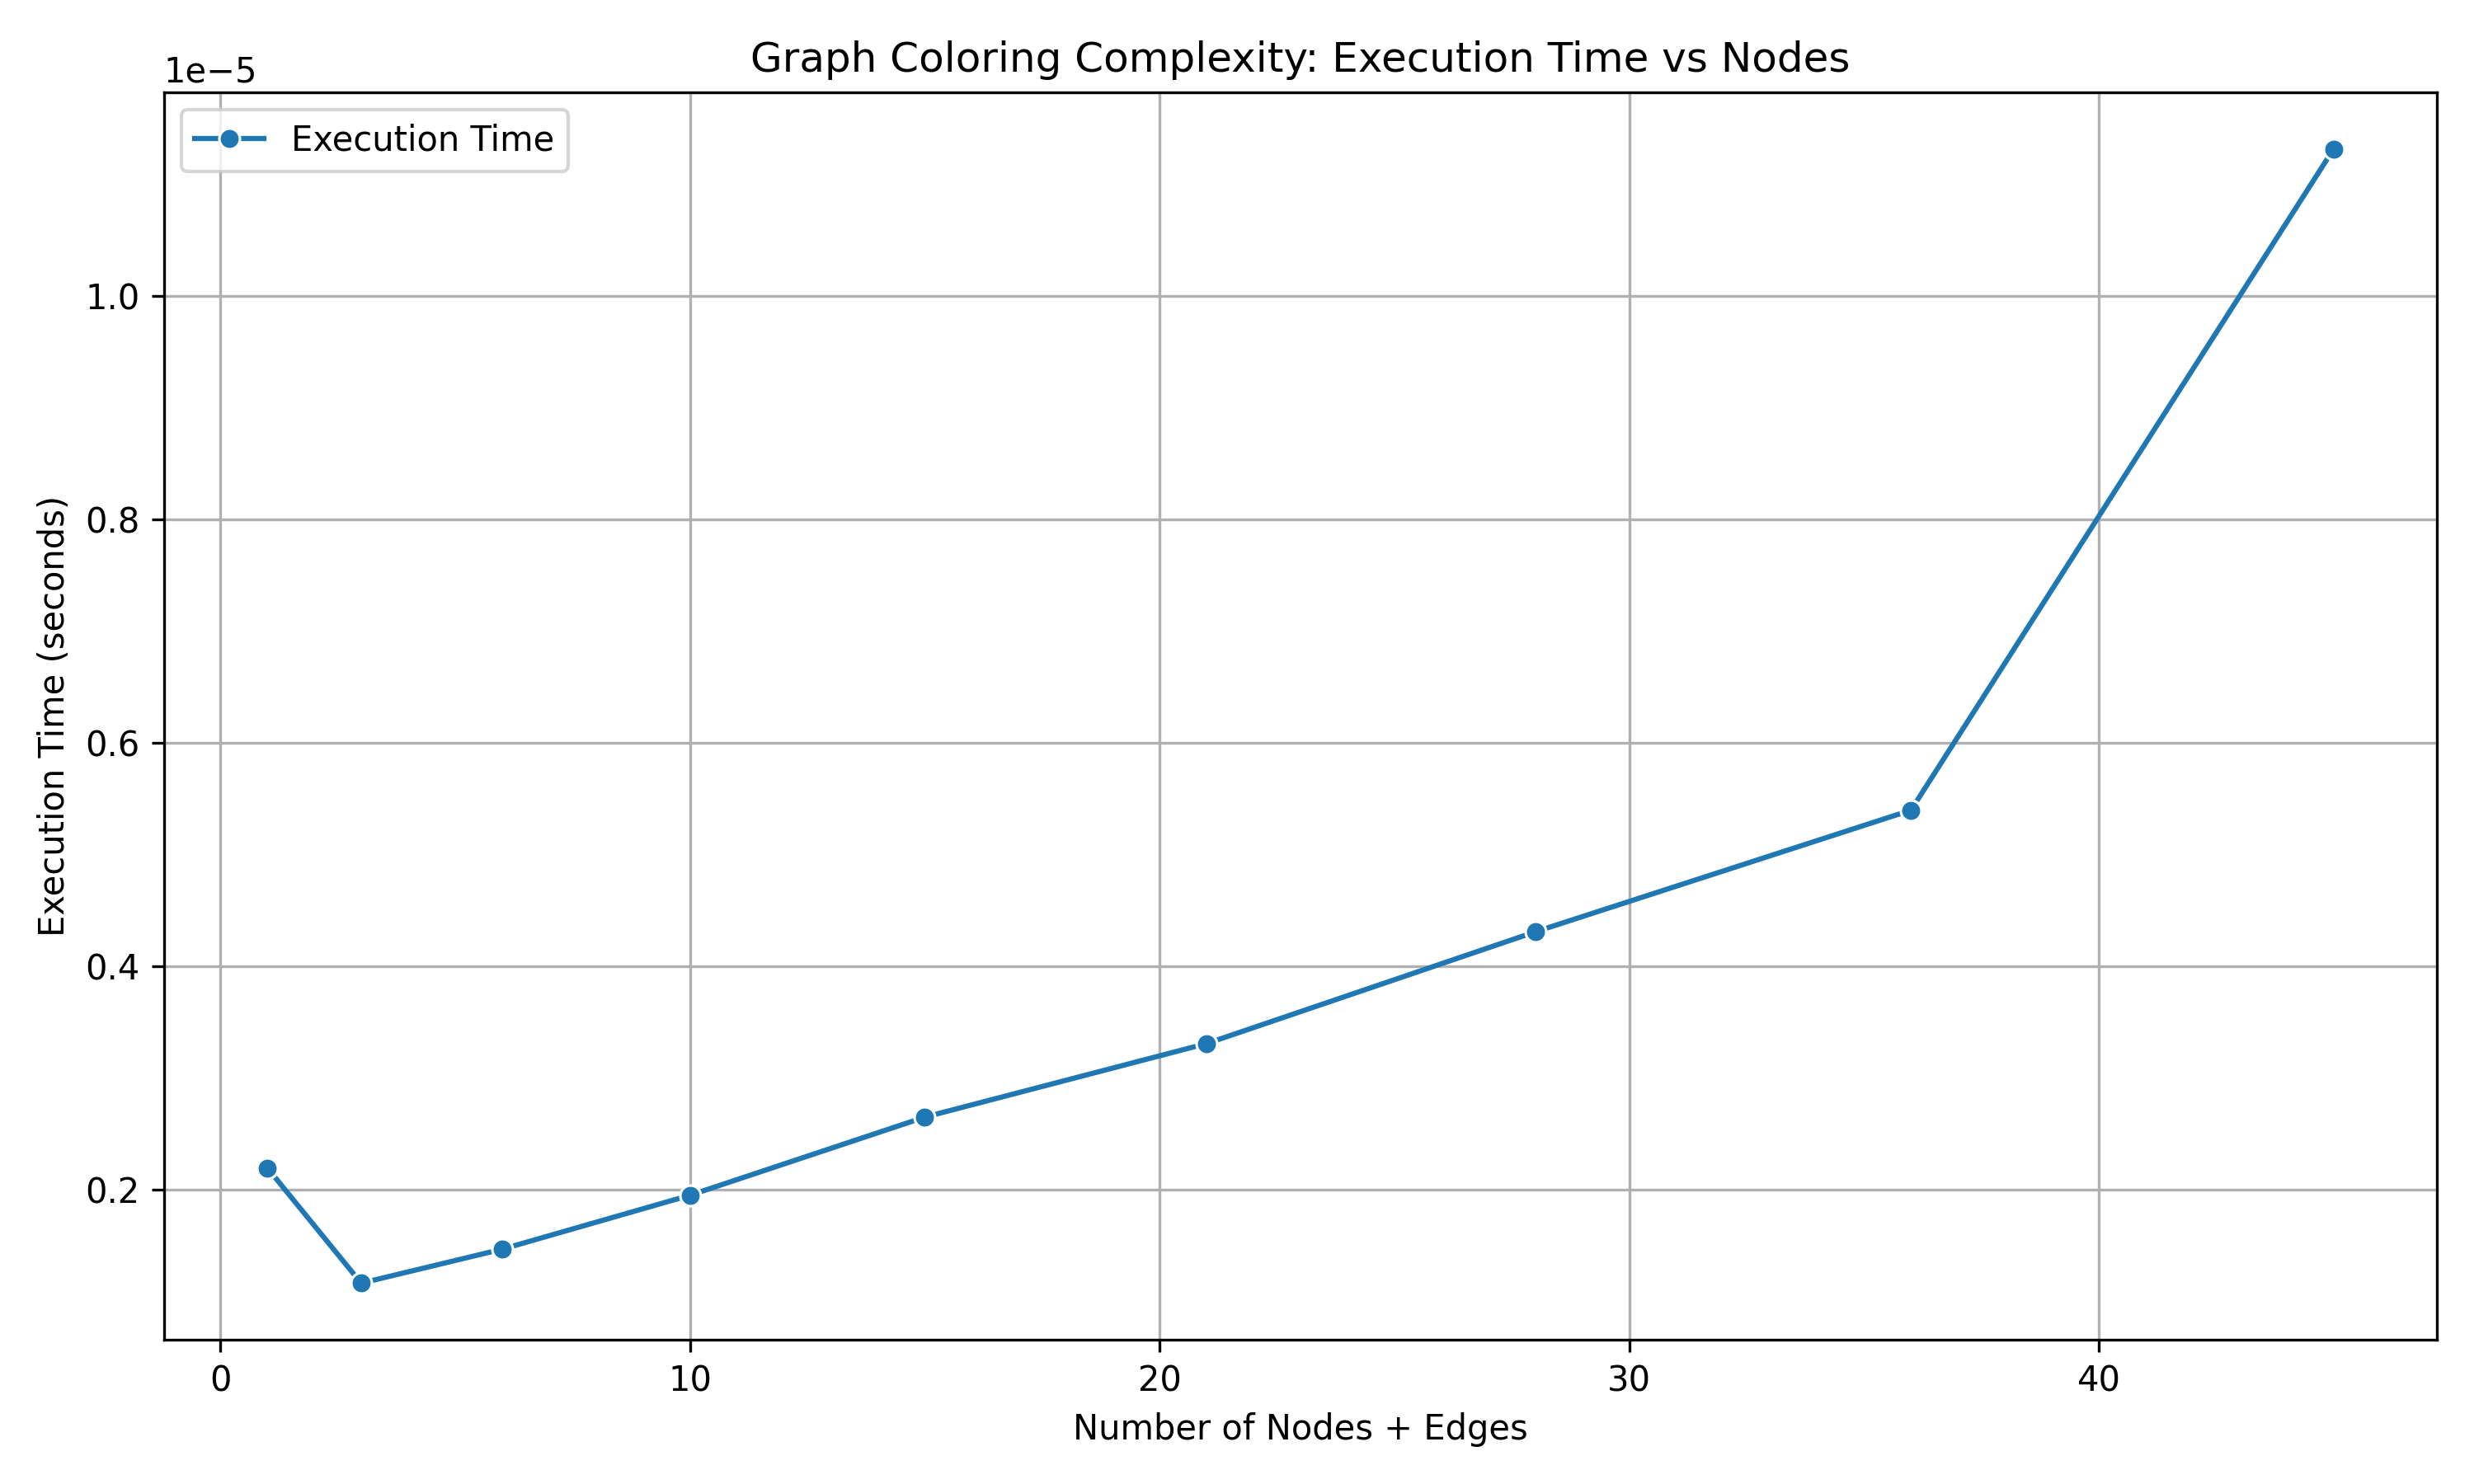 Graph Coloring Complexity: Execution Time vs Nodes
1e−5
Execution Time
Execution Time (seconds)
1.0
0.8
0.6
0.4
0.2
0 10 20 30 40
Number of Nodes + Edges